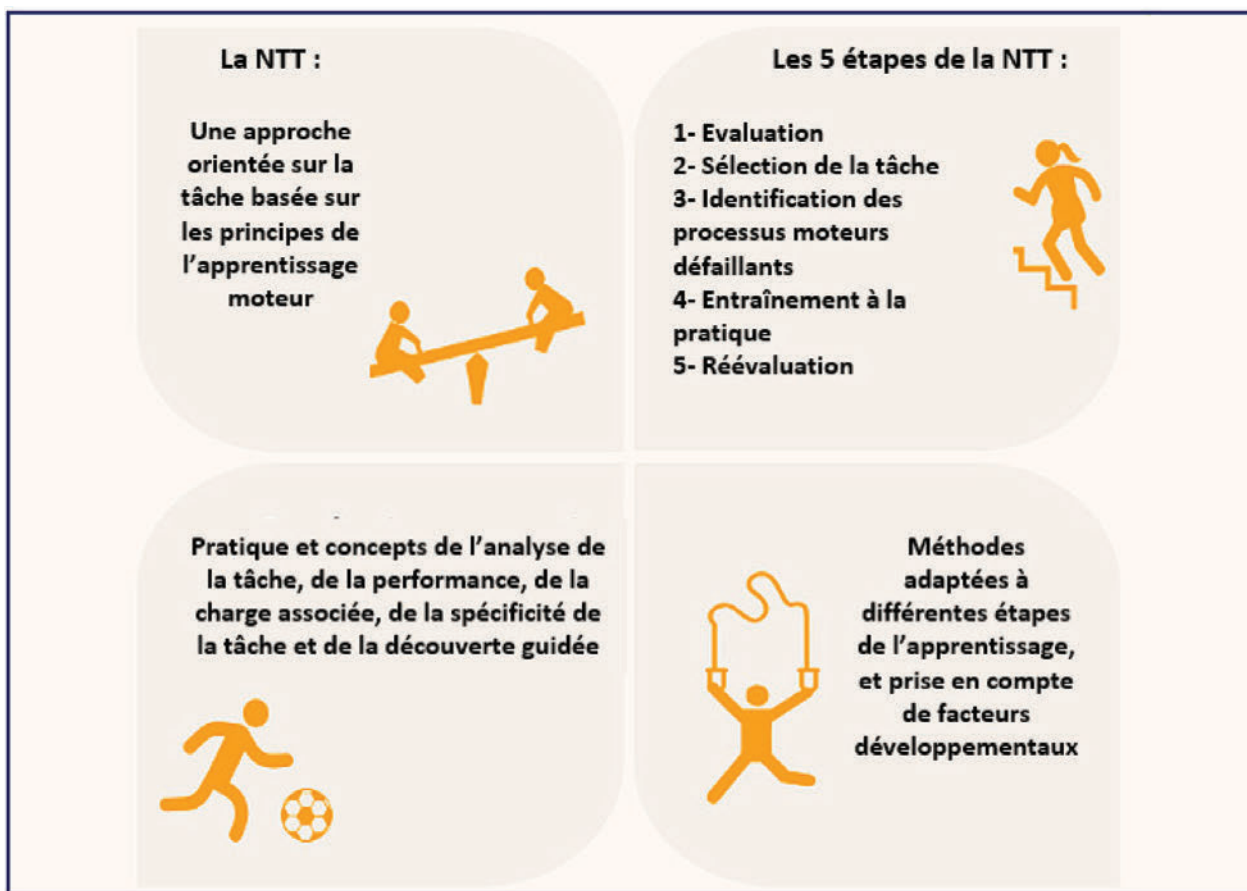 La NTT :
Une approche
orientée sur la
tâche basée sur
les principes de
l'apprentissage
moteur
Les 5 étapes de la NTT :
1- Evaluation
2- Sélection de la tâche
3- Identification des
processus moteurs
défaillants
4- Entraînement à la
pratique
5- Réévaluation
Pratique et concepts de l'analyse de
la tâche, de la performance, de la
charge associée, de la spécificité de
la tâche et de la découverte guidée
Méthodes
adaptées à
différentes étapes
de l'apprentissage,
et prise en compte
de facteurs
développementaux